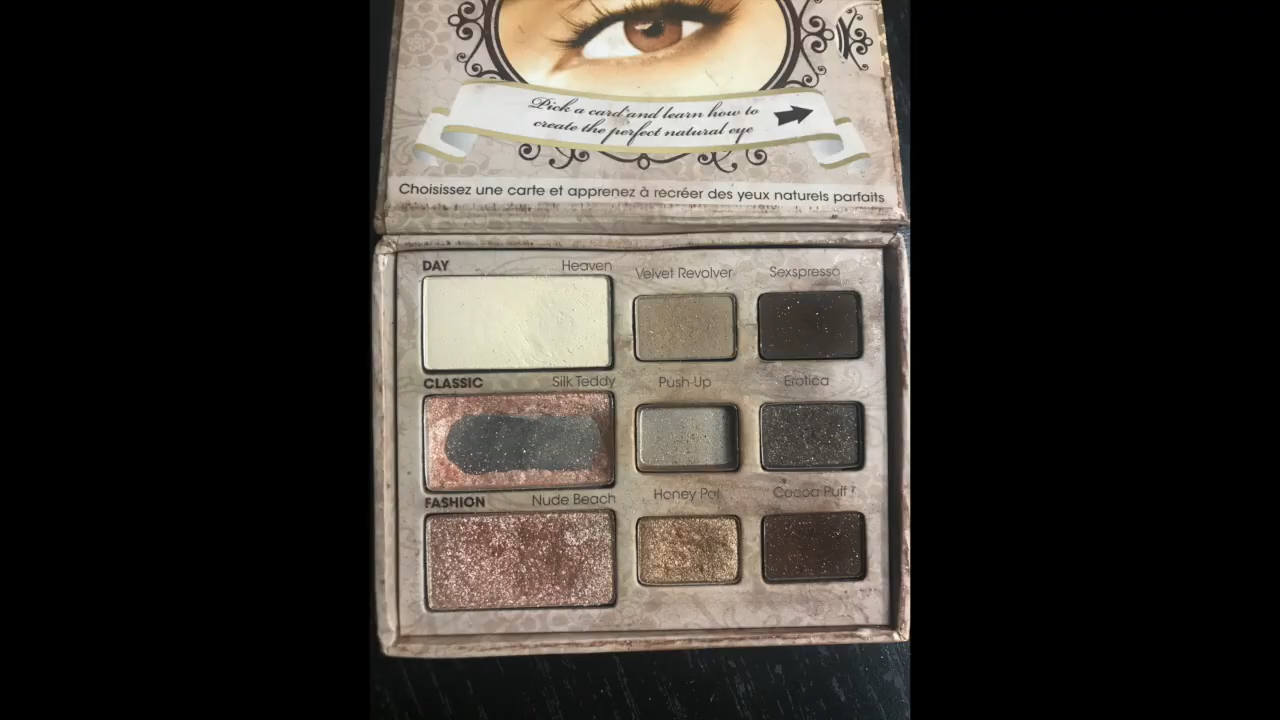 Pick a card and learn how to
create the perfect natural eye
Choisissez une carte et apprenez à recréer des yeux naturels parfaits
DAY Heaven Velvet Revolver Sexspresso
CLASSIC Silk Teddy Push-Up Erotica
FASHION Nude Beach Honey Pot Cocoa Puff